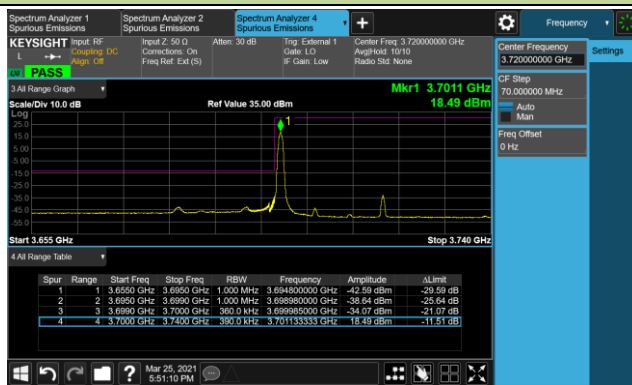 Spectrum Analyzer 1
Spurious Emissions
Spectrum Analyzer 2
Spurious Emissions
Spectrum Analyzer 4
Spurious Emissions
Frequency
KEYSIGHT
L
Input: RF
Coupling: DC
Align: Off
Input Z: 50 Ω
Corrections: On
Freq Ref: Ext (S)
Atten: 30 dB
Trig: External 1
Gate: LO
IF Gain: Low
Center Freq: 3.720000000 GHz
Avg|Hold: 10/10
Radio Std: None
PASS
Center Frequency
3.720000000 GHz
Settings
CF Step
70.000000 MHz
Auto
Man
Freq Offset
0 Hz
3 All Range Graph
Mkr1 3.7011 GHz
Scale/Div 10.0 dB
Ref Value 35.00 dBm
18.49 dBm
Log
25.0
15.0
5.00
-5.00
-15.0
-25.0
-35.0
-45.0
-55.0
1
Start 3.655 GHz
Stop 3.740 GHz
4 All Range Table
Spur Range Start Freq Stop Freq RBW Frequency Amplitude ΔLimit
1 1 3.6550 GHz 3.6950 GHz 1.000 MHz 3.694800000 GHz -42.59 dBm -29.59 dB
2 2 3.6950 GHz 3.6990 GHz 1.000 MHz 3.698980000 GHz -38.64 dBm -25.64 dB
3 3 3.6990 GHz 3.7000 GHz 360.0 kHz 3.699985000 GHz -34.07 dBm -21.07 dB
4 4 3.7000 GHz 3.7400 GHz 390.0 kHz 3.701133333 GHz 18.49 dBm -11.51 dB
?
Mar 25, 2021
5:51:10 PM